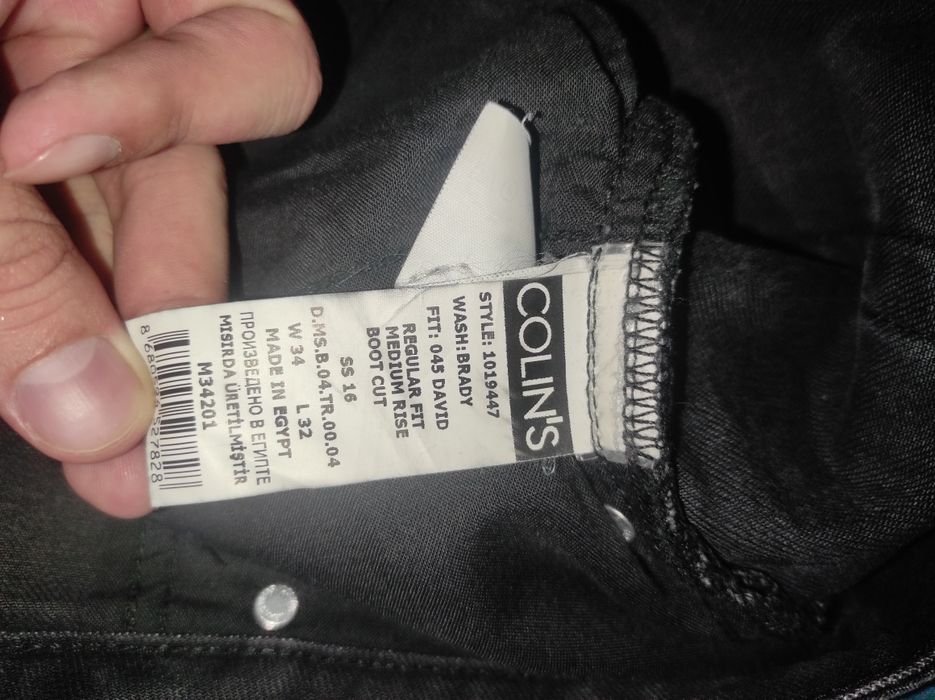 COLIN'S
STYLE: 1019447
WASH: BRADY
FIT: 045 DAVID
REGULAR FIT
MEDIUM RISE
BOOT CUT
SS 16
D.MS.B.04.TR.00.04
W 34 L 32
MADE IN EGYPT
ПРОИЗВЕДЕНО В ЕГИПТЕ
MISIRDA ÜRETİLMİŞTİR
M34201